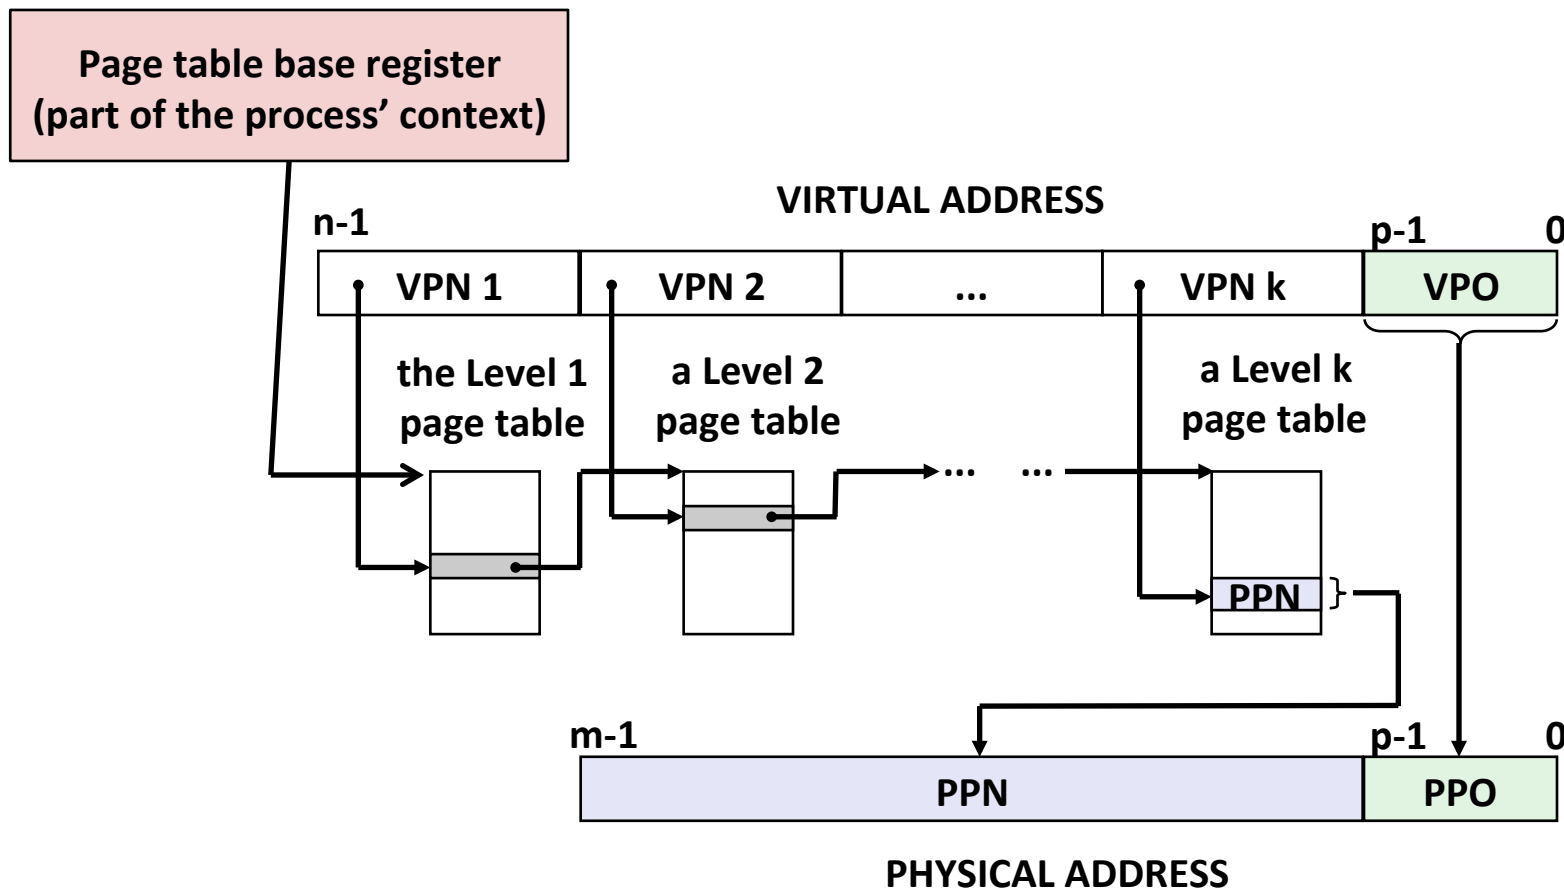 Page table base register
(part of the process’ context)
VIRTUAL ADDRESS
n-1
p-1
0
VPN 1
VPN 2
...
VPN k
VPO
the Level 1
page table
a Level 2
page table
a Level k
page table
...
...
PPN
m-1
p-1
0
PPN
PPO
PHYSICAL ADDRESS